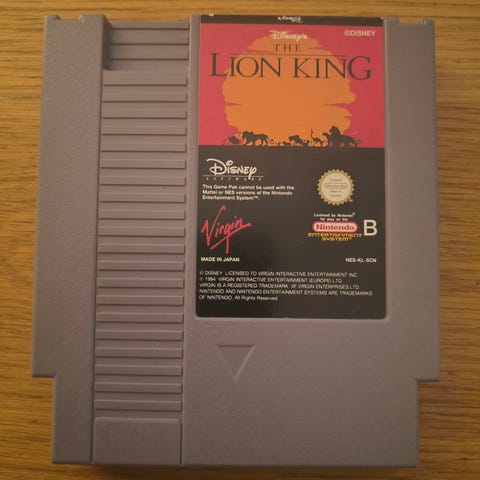 ©DISNEY
Disney's
THE
LION KING
Disney
SOFTWARE
This Game Pak cannot be used with the
Mattel or NES versions of the Nintendo
Entertainment System™.
Nintendo
Virgin
Licensed by Nintendo®
for play on the
Nintendo
ENTERTAINMENT
SYSTEM™
B
MADE IN JAPAN
NES-KL-SCN
© DISNEY LICENSED TO VIRGIN INTERACTIVE ENTERTAINMENT INC
© 1994 VIRGIN INTERACTIVE ENTERTAINMENT (EUROPE) LTD
VIRGIN IS A REGISTERED TRADEMARK OF VIRGIN ENTERPRISES LTD
NINTENDO AND NINTENDO ENTERTAINMENT SYSTEMS ARE TRADEMARKS
OF NINTENDO. All Rights Reserved